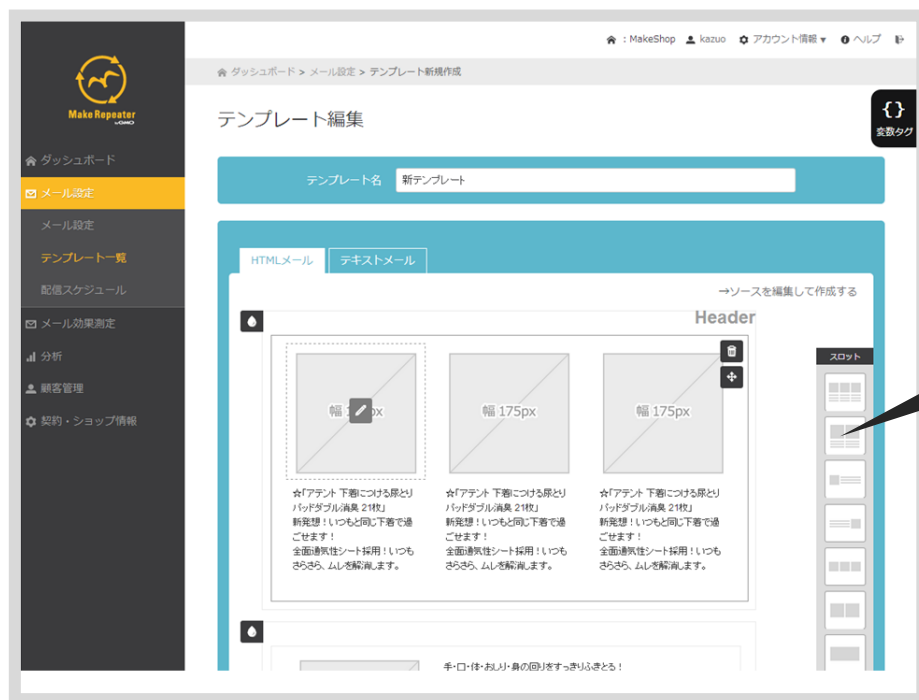 : MakeShop kazuo アカウント情報 ▾ ヘルプ
ダッシュボード > メール設定 > テンプレート新規作成
Make Repeater
by GMO
テンプレート編集
{}
変数タグ
ダッシュボード
メール設定
メール設定
テンプレート一覧
配信スケジュール
メール効果測定
分析
顧客管理
契約・ショップ情報
テンプレート名 新テンプレート
HTMLメール テキストメール
→ソースを編集して作成する
Header
スロット
幅 175px
幅 175px
☆「アテント 下着につける尿とり
パッドダブル消臭 21枚」
新発想！いつもと同じ下着で過
ごせます！
全面通気性シート採用！いつも
さらさら、ムレを解消します。
☆「アテント 下着につける尿とり
パッドダブル消臭 21枚」
新発想！いつもと同じ下着で過
ごせます！
全面通気性シート採用！いつも
さらさら、ムレを解消します。
☆「アテント 下着につける尿とり
パッドダブル消臭 21枚」
新発想！いつもと同じ下着で過
ごせます！
全面通気性シート採用！いつも
さらさら、ムレを解消します。
手・口・体・おしり・身の回りをすっきりふきとる！